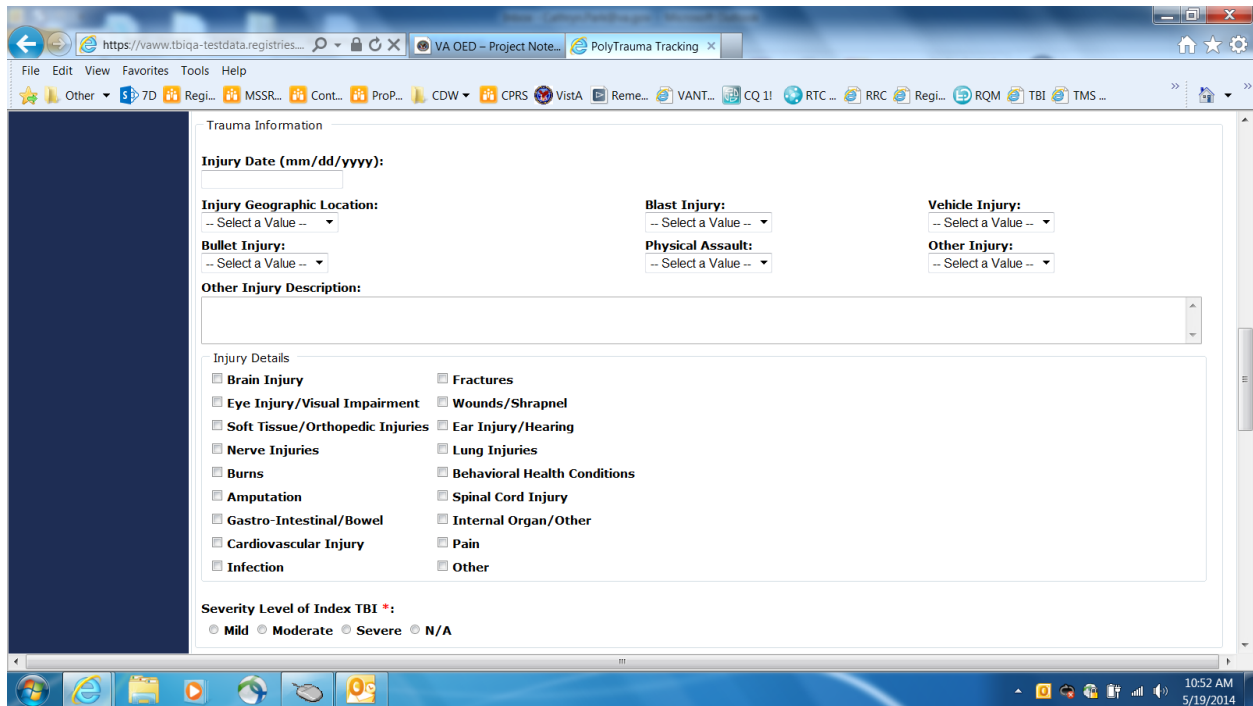 https://vaww.tbiqa-testdata.registries....
VA OED – Project Note...
PolyTrauma Tracking
File Edit View Favorites Tools Help
Other 7D Regi... MSSR... Cont... ProP... CDW CPRS VistA Reme... VANT... CQ 1! RTC ... RRC Regi... RQM TBI TMS ...
Trauma Information
Injury Date (mm/dd/yyyy):
Injury Geographic Location: Blast Injury: Vehicle Injury:
-- Select a Value -- -- Select a Value -- -- Select a Value --
Bullet Injury: Physical Assault: Other Injury:
-- Select a Value -- -- Select a Value -- -- Select a Value --
Other Injury Description:
Injury Details
Brain Injury Fractures
Eye Injury/Visual Impairment Wounds/Shrapnel
Soft Tissue/Orthopedic Injuries Ear Injury/Hearing
Nerve Injuries Lung Injuries
Burns Behavioral Health Conditions
Amputation Spinal Cord Injury
Gastro-Intestinal/Bowel Internal Organ/Other
Cardiovascular Injury Pain
Infection Other
Severity Level of Index TBI *:
Mild Moderate Severe N/A
10:52 AM
5/19/2014